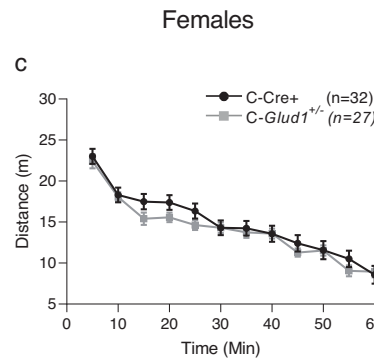 Females
C
C-Cre+ (n=32)
C-Glud1+/- (n=27)
Distance (m)
30
25
20
15
10
5
0 10 20 30 40 50
Time (Min)